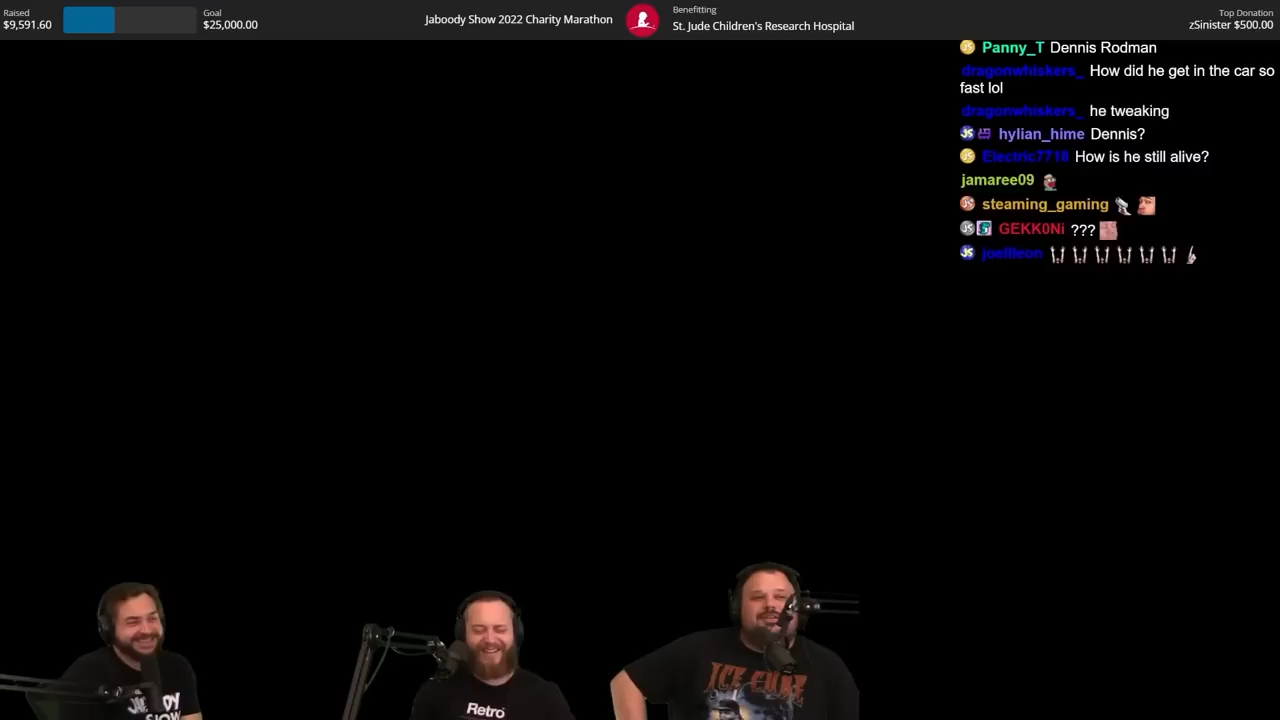 Raised
$9,591.60
Goal
$25,000.00
Jaboody Show 2022 Charity Marathon
Benefitting
St. Jude Children's Research Hospital
Top Donation
zSinister $500.00
Panny_T Dennis Rodman
dragonwhiskers_ How did he get in the car so
fast lol
dragonwhiskers_ he tweaking
hylian_hime Dennis?
Electric7718 How is he still alive?
jamaree09
steaming_gaming
GEKK0Ni ???
Retro
ICE CUBE